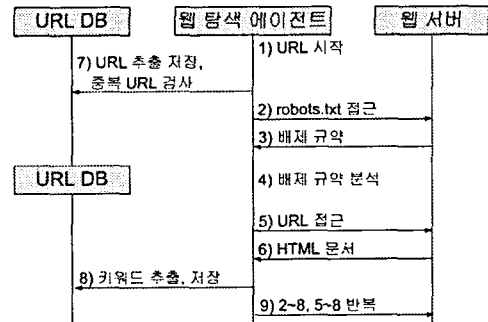 URL DB
웹 탐색 에이전트
웹 서버
1) URL 시작
7) URL 추출 저장,
중복 URL 검사
2) robots.txt 접근
3) 배제 규약
URL DB
4) 배제 규약 분석
5) URL 접근
6) HTML 문서
8) 키워드 추출, 저장
9) 2~8, 5~8 반복